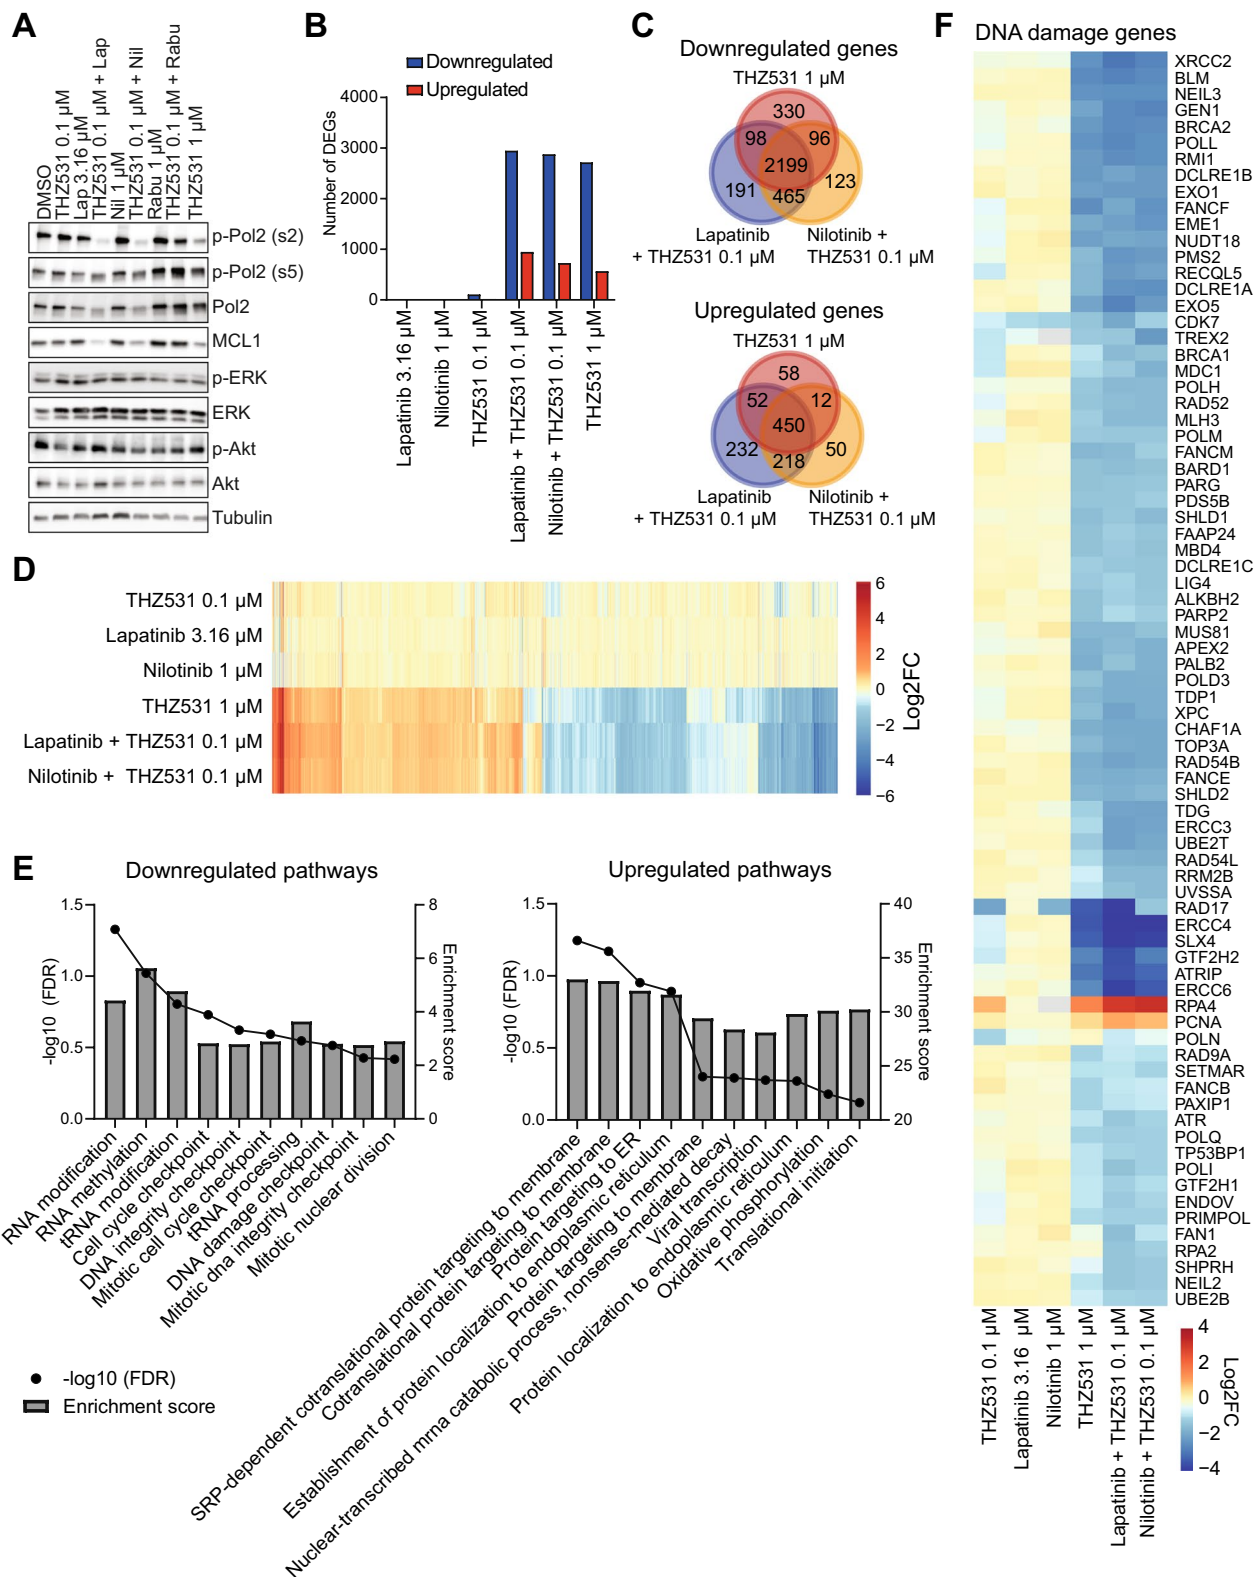 A
DMSO
THZ531 0.1 µM
Lap 3.16 µM
THZ531 0.1 µM + Lap
Nil 1 µM
THZ531 0.1 µM + Nil
Rabu 1 µM
THZ531 0.1 µM + Rabu
THZ531 1 µM
p-Pol2 (s2)
p-Pol2 (s5)
Pol2
MCL1
p-ERK
ERK
p-Akt
Akt
Tubulin
B
Downregulated
Upregulated
Number of DEGs
4000
3000
2000
1000
0
Lapatinib 3.16 µM
Nilotinib 1 µM
THZ531 0.1 µM
Lapatinib + THZ531 0.1 µM
Nilotinib + THZ531 0.1 µM
THZ531 1 µM
C
Downregulated genes
THZ531 1 µM
330
98
96
2199
191
123
465
Lapatinib
+ THZ531 0.1 µM
Nilotinib +
THZ531 0.1 µM
Upregulated genes
THZ531 1 µM
58
52
12
450
232
50
218
Lapatinib
+ THZ531 0.1 µM
Nilotinib +
THZ531 0.1 µM
D
THZ531 0.1 µM
Lapatinib 3.16 µM
Nilotinib 1 µM
THZ531 1 µM
Lapatinib + THZ531 0.1 µM
Nilotinib + THZ531 0.1 µM
6
4
2
0
−2
−4
−6
Log2FC
E
Downregulated pathways
-log10 (FDR)
1.5
1.0
0.5
0.0
8
6
4
2
0
Enrichment score
RNA modification
RNA methylation
tRNA modification
Cell cycle checkpoint
DNA integrity checkpoint
Mitotic cell cycle checkpoint
tRNA processing
DNA damage checkpoint
Mitotic dna integrity checkpoint
Mitotic nuclear division
-log10 (FDR)
Enrichment score
Upregulated pathways
-log10 (FDR)
1.5
1.0
0.5
0.0
40
35
30
25
20
Enrichment score
SRP-dependent cotranslational protein targeting to membrane
Cotranslational protein targeting to membrane
Protein targeting to ER
Establishment of protein localization to endoplasmic reticulum
Protein targeting to membrane
Nuclear-transcribed mrna catabolic process, nonsense-mediated decay
Viral transcription
Protein localization to endoplasmic reticulum
Oxidative phosphorylation
Translational initiation
F
DNA damage genes
XRCC2
BLM
NEIL3
GEN1
BRCA2
POLL
RMI1
DCLRE1B
EXO1
FANCF
EME1
NUDT18
PMS2
RECQL5
DCLRE1A
EXO5
CDK7
TREX2
BRCA1
MDC1
POLH
RAD52
MLH3
POLM
FANCM
BARD1
PARG
PDS5B
SHLD1
FAAP24
MBD4
DCLRE1C
LIG4
ALKBH2
PARP2
MUS81
APEX2
PALB2
POLD3
TDP1
XPC
CHAF1A
TOP3A
RAD54B
FANCE
SHLD2
TDG
ERCC3
UBE2T
RAD54L
RRM2B
UVSSA
RAD17
ERCC4
SLX4
GTF2H2
ATRIP
ERCC6
RPA4
PCNA
POLN
RAD9A
SETMAR
FANCB
PAXIP1
ATR
POLQ
TP53BP1
POLI
GTF2H1
ENDOV
PRIMPOL
FAN1
RPA2
SHPRH
NEIL2
UBE2B
THZ531 0.1 µM
Lapatinib 3.16 µM
Nilotinib 1 µM
THZ531 1 µM
Lapatinib + THZ531 0.1 µM
Nilotinib + THZ531 0.1 µM
4
2
0
−2
−4
Log2FC